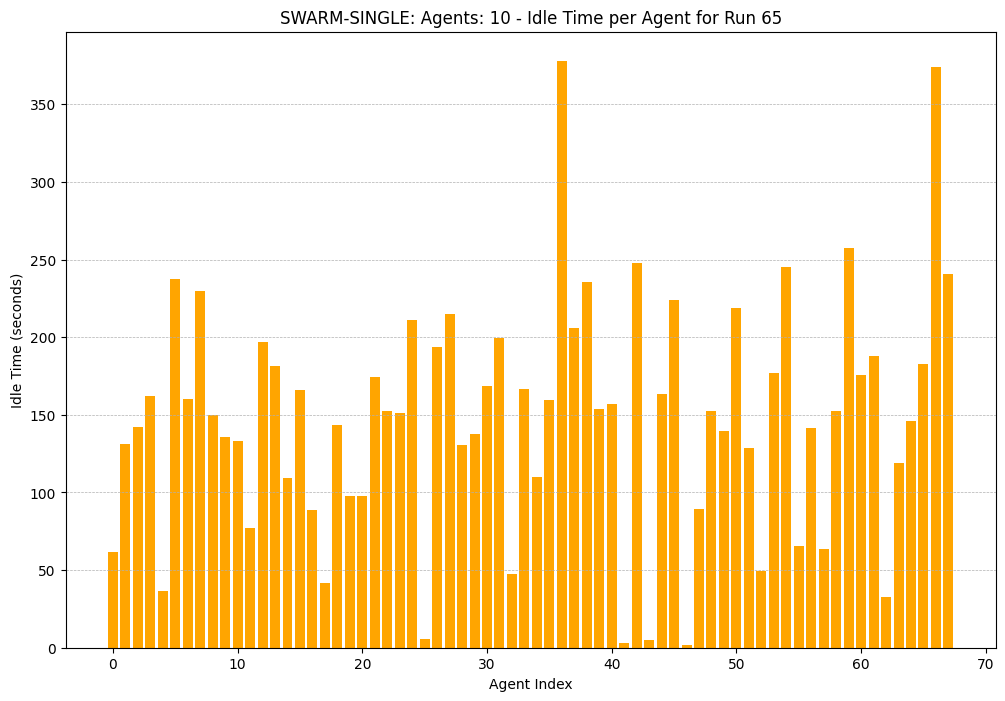 SWARM-SINGLE: Agents: 10 - Idle Time per Agent for Run 65
Idle Time (seconds)
350
300
250
200
150
100
50
0
0 10 20 30 40 50 60 70
Agent Index